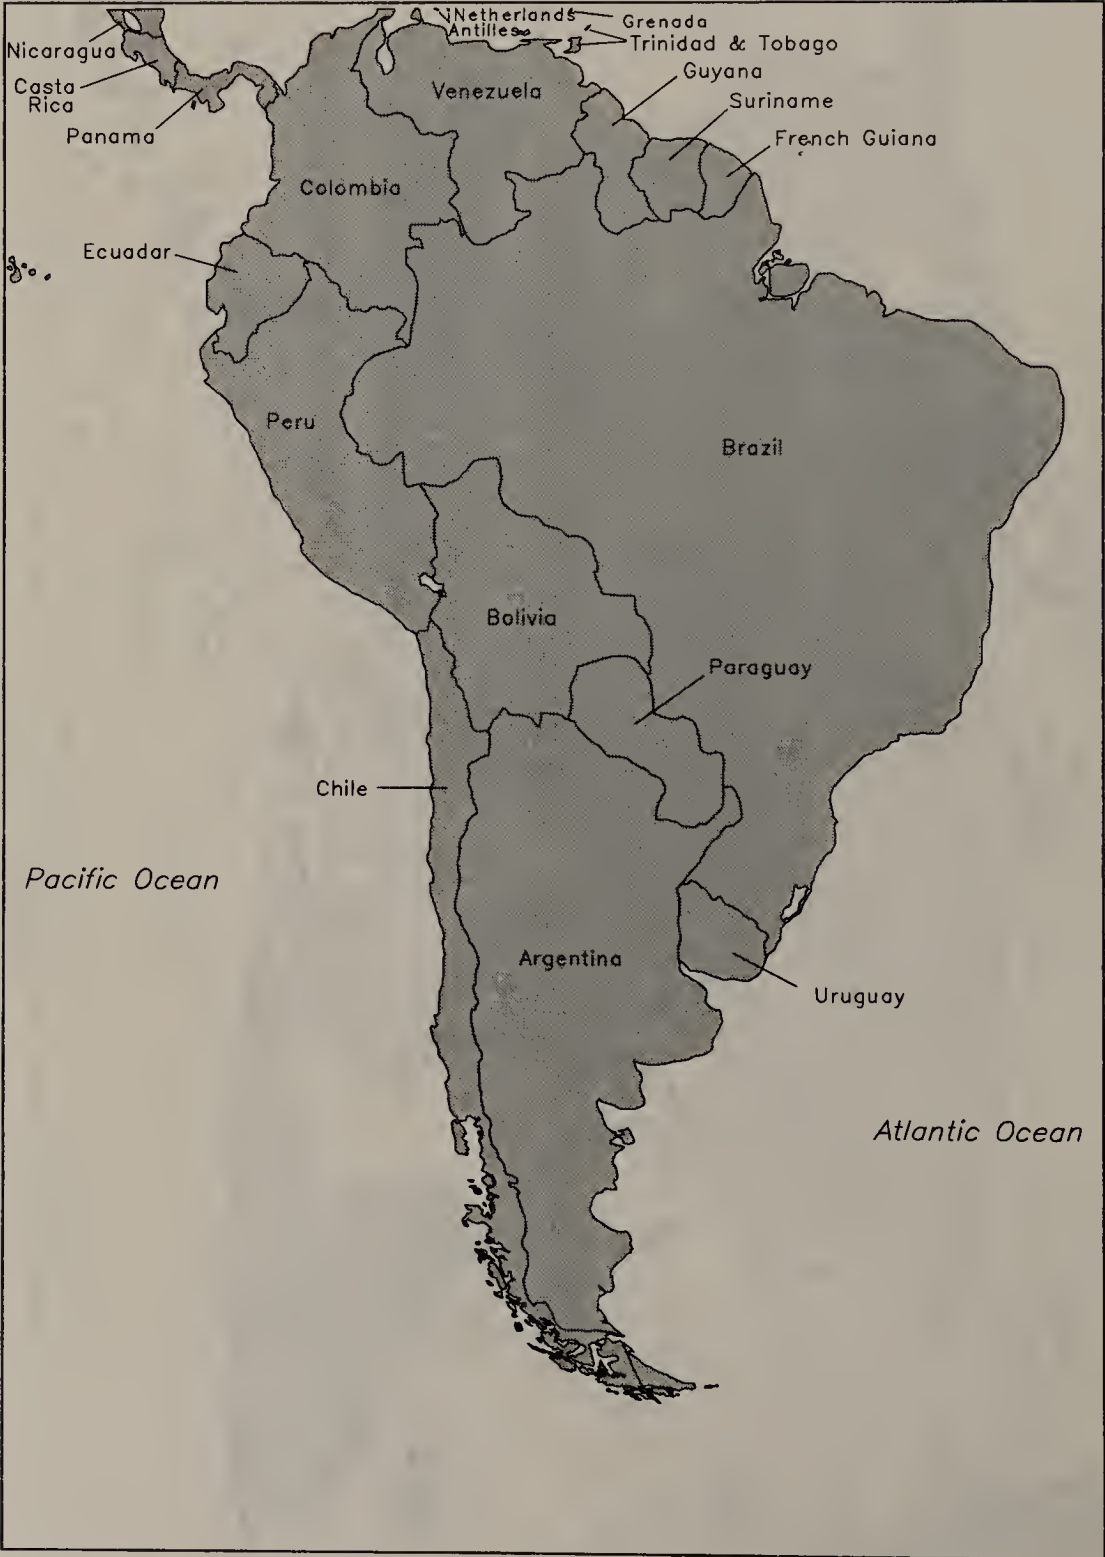 Netherlands
Antilles
Grenada
Trinidad & Tobago
Nicaragua
Casta
Rica
Panama
Venezuela
Guyana
Suriname
French Guiana
Colombia
Ecuador
Peru
Brazil
Bolivia
Paraguay
Chile
Pacific Ocean
Argentina
Uruguay
Atlantic Ocean